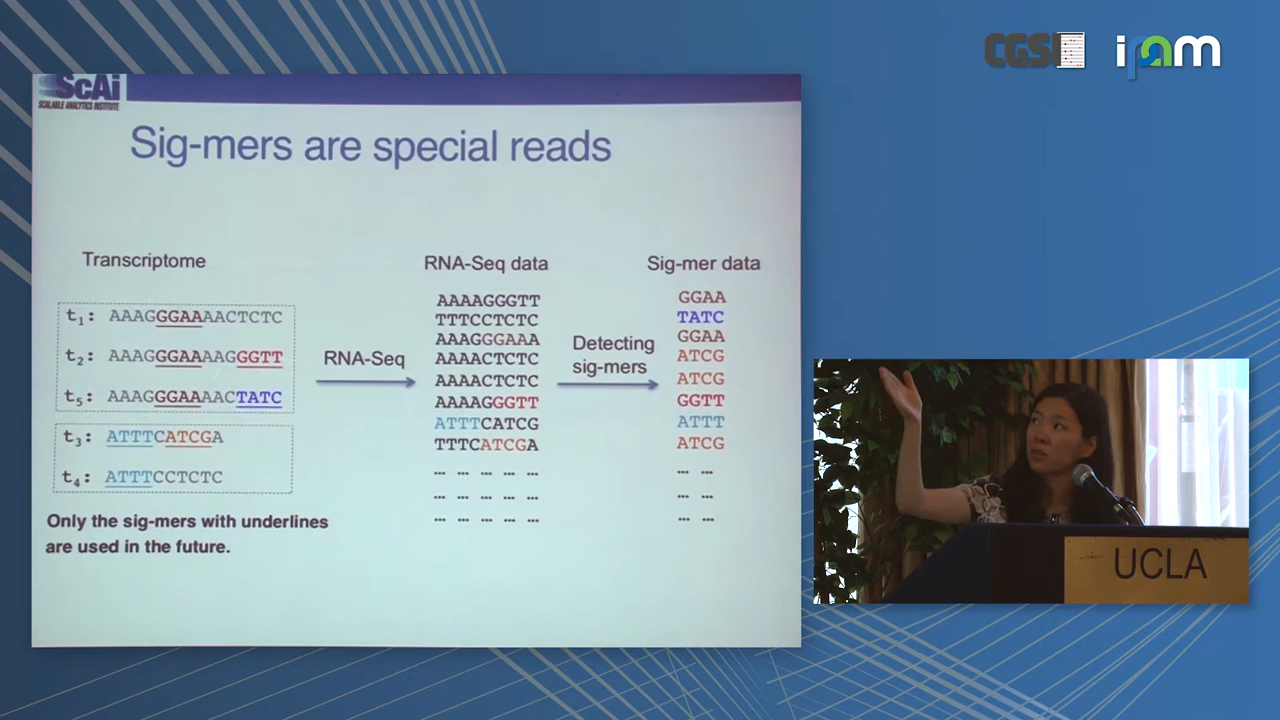 CGSI
ipam
ScAi
SCALABLE ANALYTICS INSTITUTE
Sig-mers are special reads
Transcriptome
t1: AAAGGGAAAACTCTC
t2: AAAGGGAAAAGGGTT
t5: AAAGGGAAAACTATC
t3: ATTTCATCGA
t4: ATTTCCTCTC
Only the sig-mers with underlines
are used in the future.
RNA-Seq
RNA-Seq data
AAAAGGGTT
TTTCCTCTC
AAAGGGAAA
AAAACTCTC
AAAACTCTC
AAAAGGGTT
ATTTCATCG
TTTCATCGA
... ... ... ... ...
... ... ... ... ...
... ... ... ... ...
Detecting
sig-mers
Sig-mer data
GGAA
TATC
GGAA
ATCG
ATCG
GGTT
ATTT
ATCG
... ...
... ...
... ...
UCLA